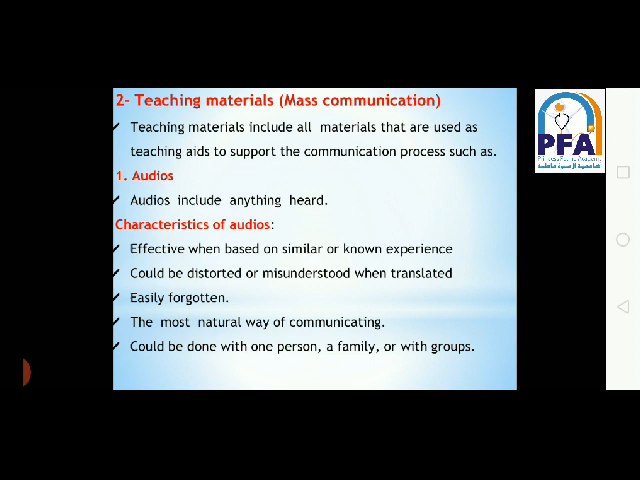 2- Teaching materials (Mass communication)
✓ Teaching materials include all materials that are used as
teaching aids to support the communication process such as.
1. Audios
✓ Audios include anything heard.
Characteristics of audios:
✓ Effective when based on similar or known experience
✓ Could be distorted or misunderstood when translated
✓ Easily forgotten.
✓ The most natural way of communicating.
✓ Could be done with one person, a family, or with groups.
PFA
Princess Fatma Academy